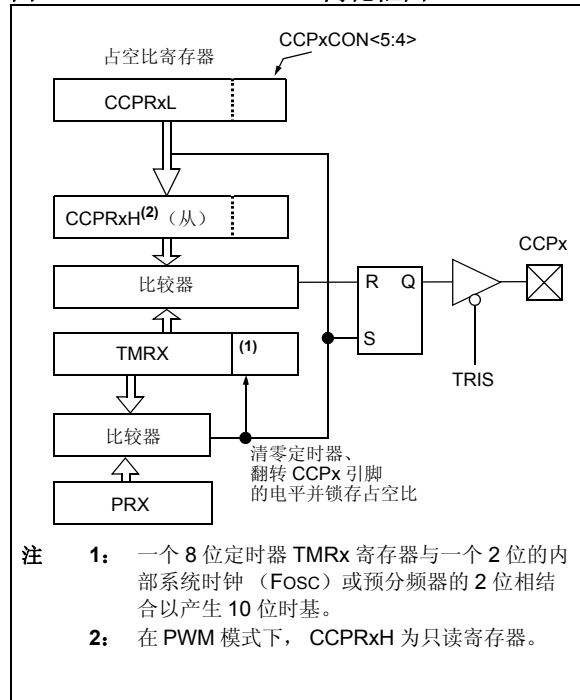 CCPxCON<5:4>
占空比寄存器
CCPRxL
CCPRxH(2)（从）
CCPx
比较器
R Q
TMRX
(1)
S
TRIS
比较器
清零定时器、
翻转 CCPx 引脚
的电平并锁存占空比
PRX
注 1： 一个 8 位定时器 TMRx 寄存器与一个 2 位的内
部系统时钟 （FOSC）或预分频器的 2 位相结
合以产生 10 位时基。
2： 在 PWM 模式下， CCPRxH 为只读寄存器。